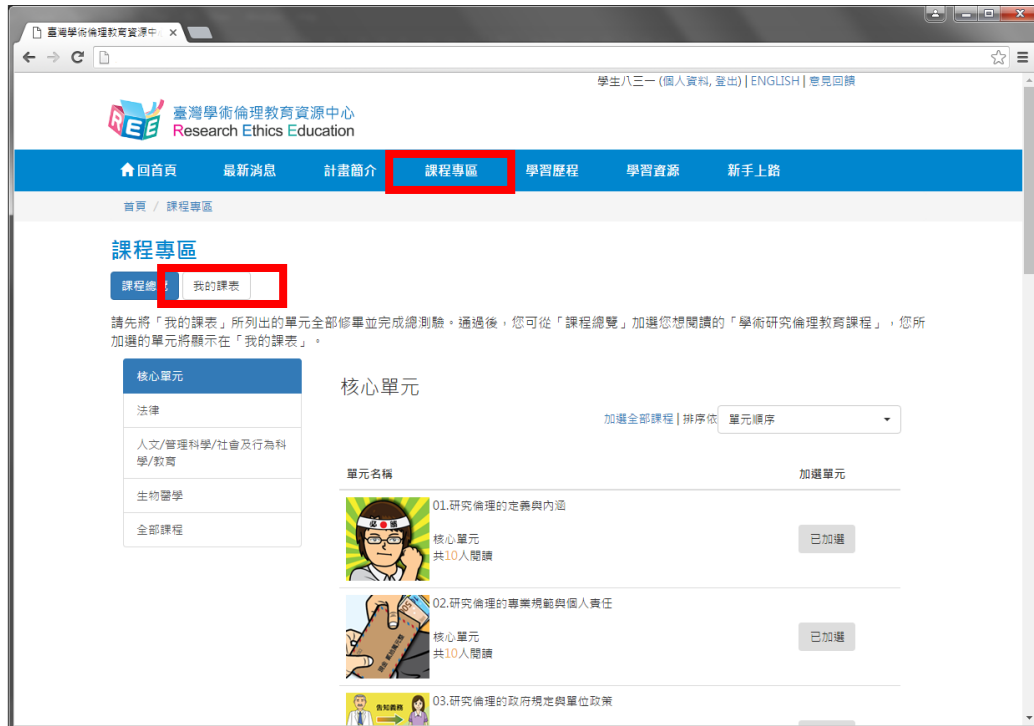 臺灣學術倫理教育資源中
學生八三一 (個人資料, 登出) | ENGLISH | 意見回饋
REE
臺灣學術倫理教育資源中心
Research Ethics Education
回首頁 最新消息 計畫簡介 課程專區 學習歷程 學習資源 新手上路
首頁 / 課程專區
課程專區
課程總覽 我的課表
請先將「我的課表」所列出的單元全部修畢並完成總測驗。通過後，您可從「課程總覽」加選您想閱讀的「學術研究倫理教育課程」，您所
加選的單元將顯示在「我的課表」。
核心單元
法律
人文/管理科學/社會及行為科
學/教育
生物醫學
全部課程
核心單元
加選全部課程 | 排序依 單元順序
單元名稱 加選單元
01.研究倫理的定義與內涵
核心單元
共10人閱讀
已加選
02.研究倫理的專業規範與個人責任
核心單元
共10人閱讀
已加選
03.研究倫理的政府規定與單位政策
告知義務